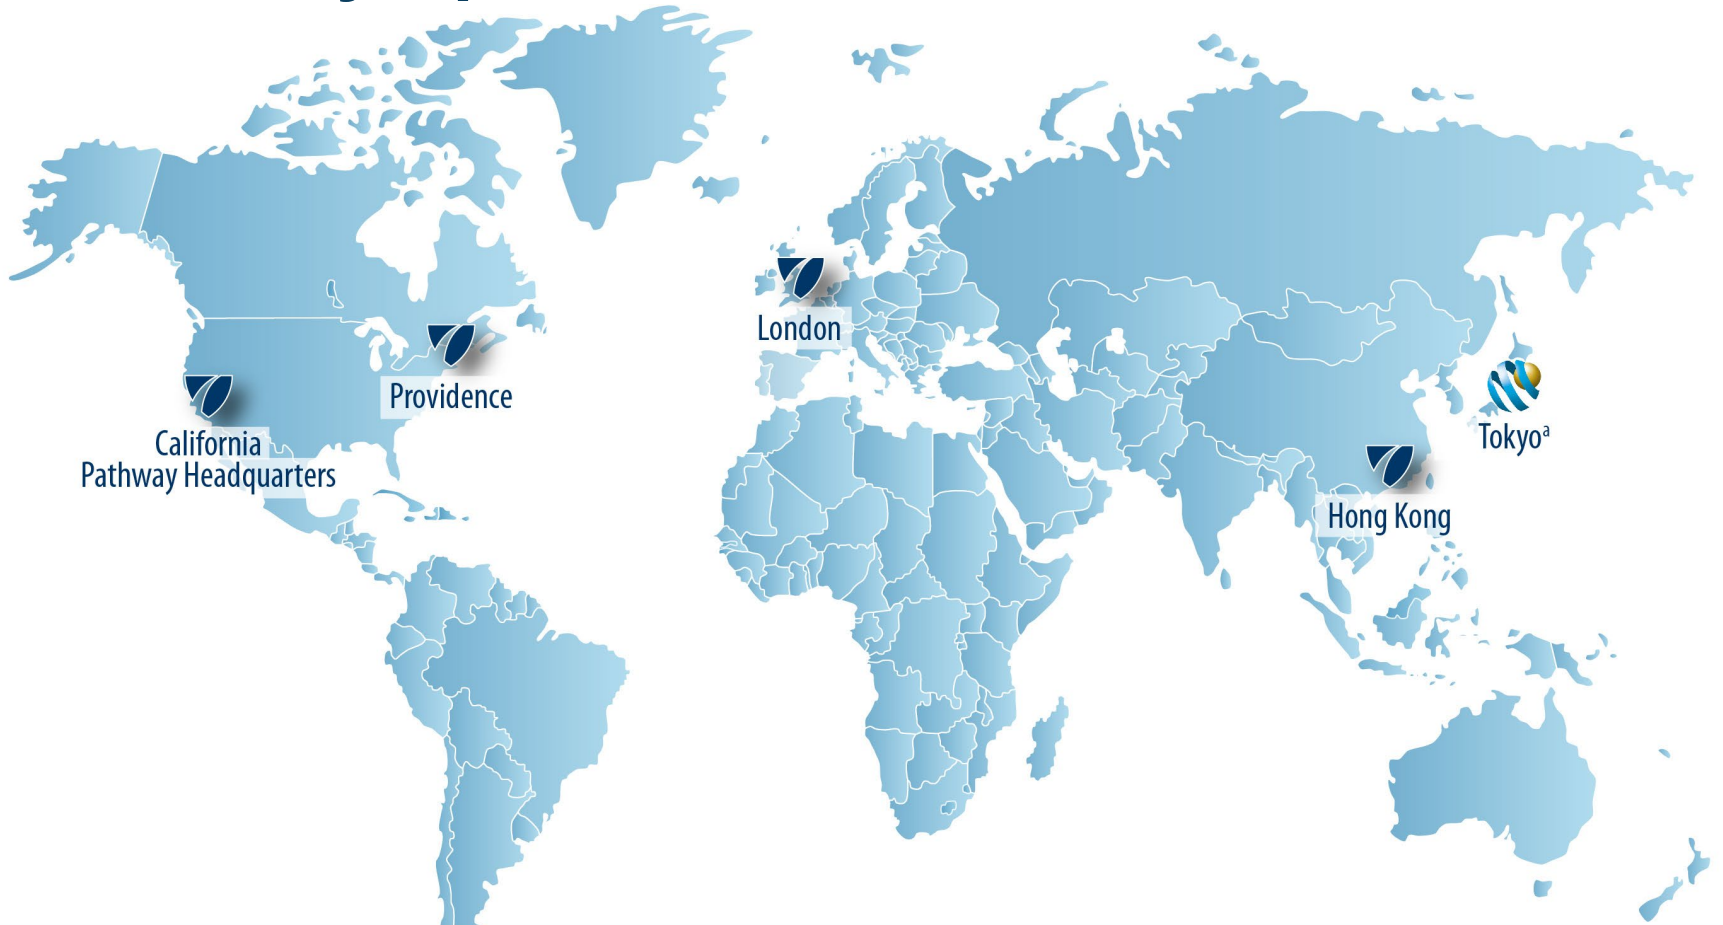 London
Providence
California
Pathway Headquarters
Tokyoᵃ
Hong Kong